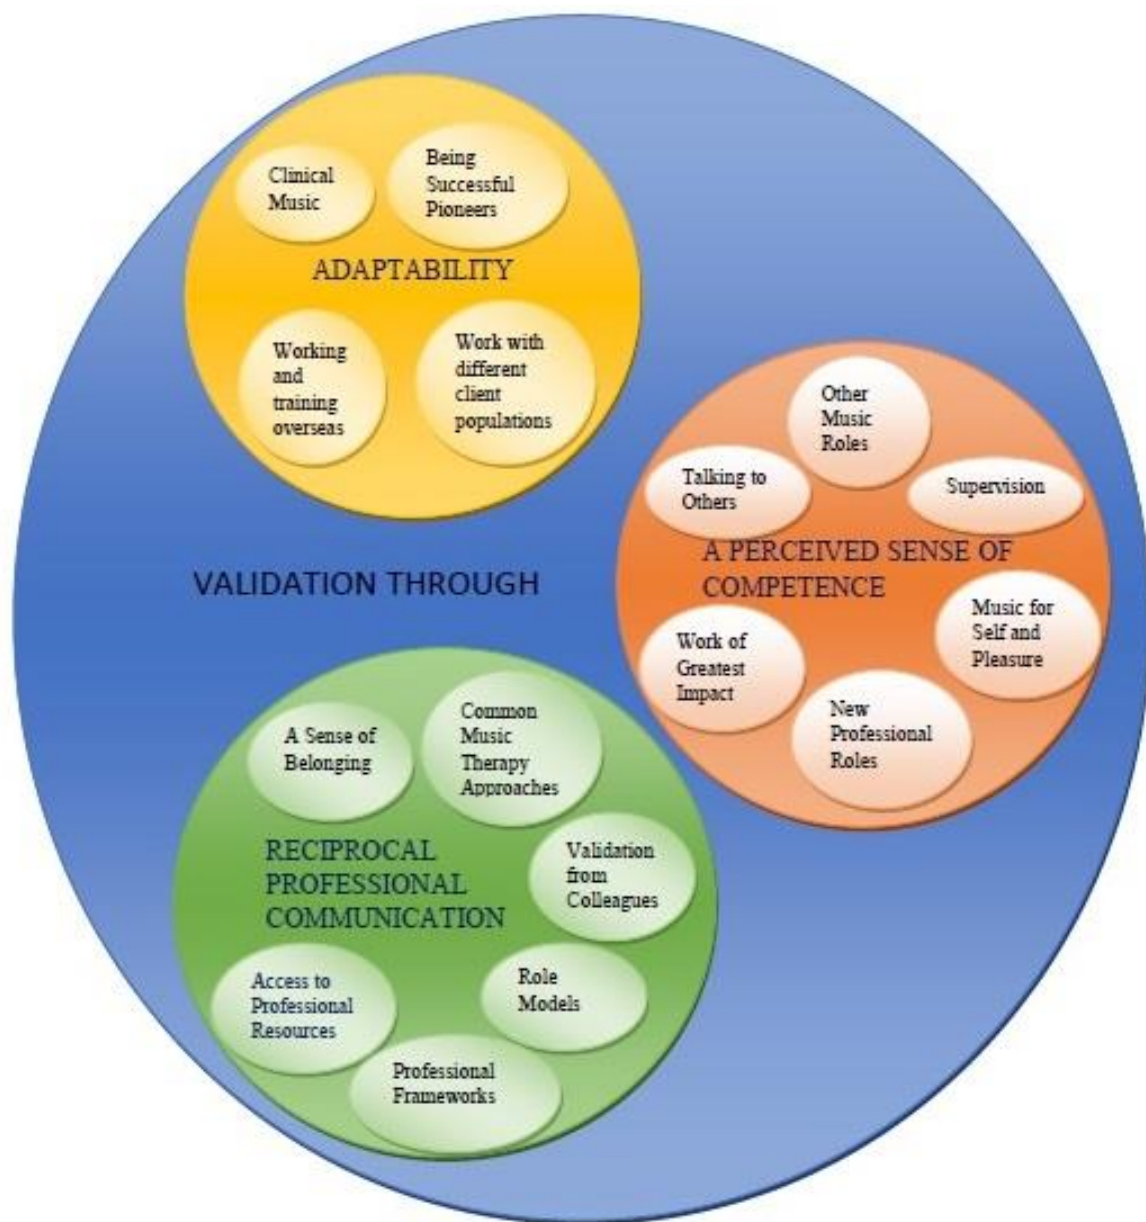 Clinical
Music
Being
Successful
Pioneers
ADAPTABILITY
Working
and
training
overseas
Work with
different
client
populations
Other
Music
Roles
Talking to
Others
Supervision
A PERCEIVED SENSE OF
COMPETENCE
VALIDATION THROUGH
Music for
Self and
Pleasure
Work of
Greatest
Impact
New
Professional
Roles
A Sense of
Belonging
Common
Music
Therapy
Approaches
RECIPROCAL
PROFESSIONAL
COMMUNICATION
Validation
from
Colleagues
Access to
Professional
Resources
Role
Models
Professional
Frameworks